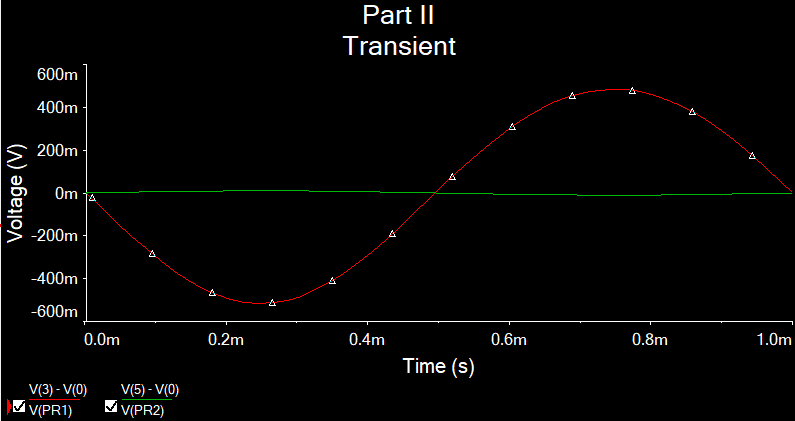 Part II
Transient
600m
400m
200m
0m
-200m
-400m
-600m
Voltage (V)
0.0m 0.2m 0.4m 0.6m 0.8m 1.0m
Time (s)
V(3) - V(0) V(5) - V(0)
V(PR1) V(PR2)